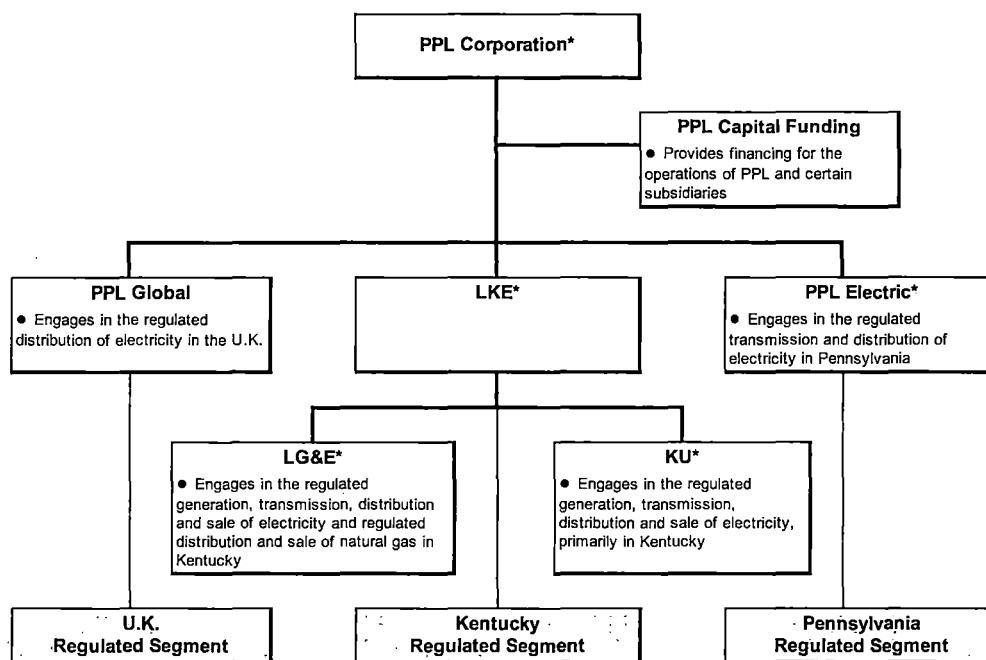 PPL Corporation*
PPL Capital Funding
● Provides financing for the
operations of PPL and certain
subsidiaries
PPL Global
● Engages in the regulated
distribution of electricity in the U.K.
LKE*
PPL Electric*
● Engages in the regulated
transmission and distribution of
electricity in Pennsylvania
LG&E*
● Engages in the regulated
generation, transmission, distribution
and sale of electricity and regulated
distribution and sale of natural gas in
Kentucky
KU*
● Engages in the regulated
generation, transmission,
distribution and sale of electricity,
primarily in Kentucky
U.K.
Regulated Segment
Kentucky
Regulated Segment
Pennsylvania
Regulated Segment